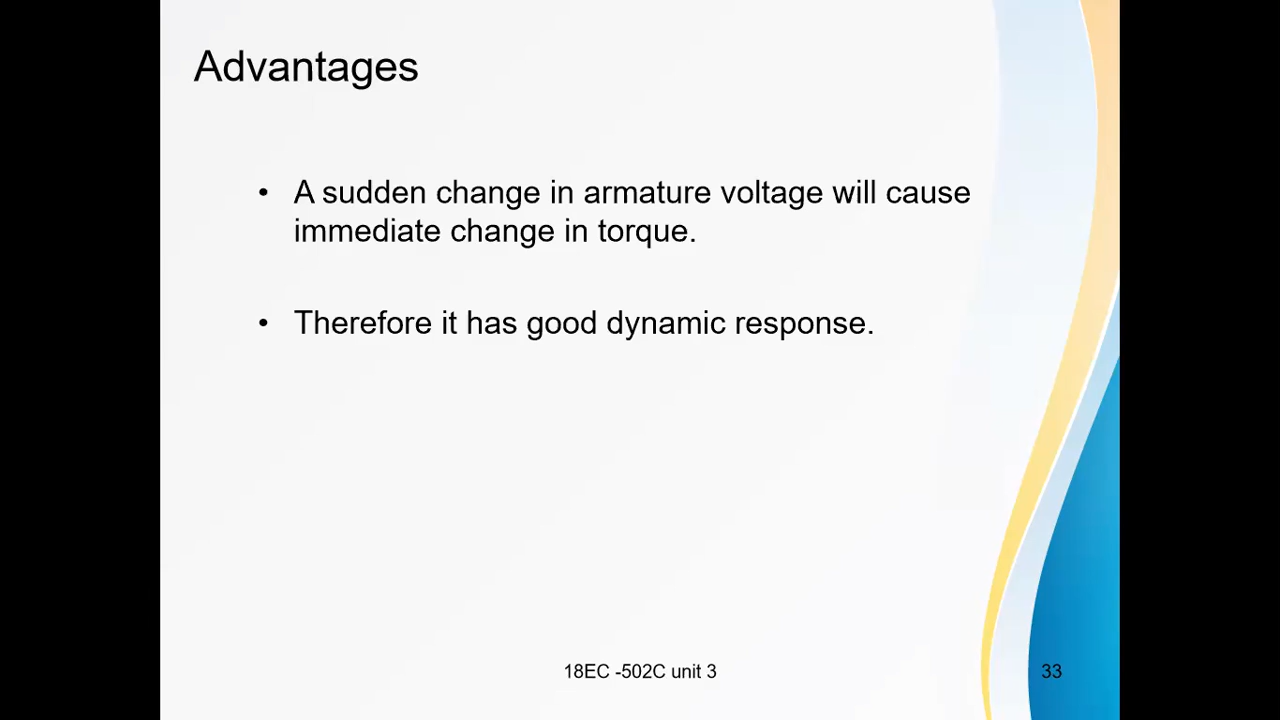 Advantages
• A sudden change in armature voltage will cause
immediate change in torque.
• Therefore it has good dynamic response.
18EC -502C unit 3
33